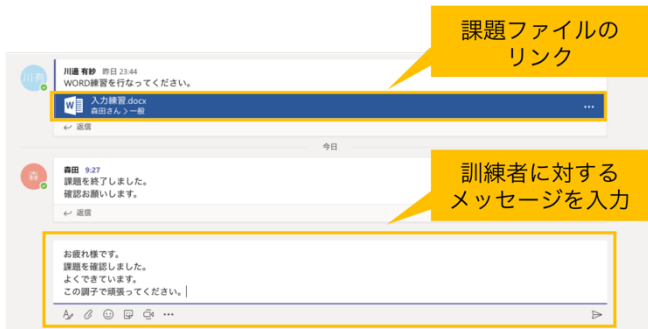 課題ファイルの
リンク
川邉 有紗 昨日 23:44
WORD練習を行なってください。
入力練習.docx
森田さん > 一般
返信
今日
森
森田 9:27
課題を終了しました。
確認お願いします。
返信
訓練者に対する
メッセージを入力
お疲れ様です。
課題を確認しました。
よくできています。
この調子で頑張ってください。